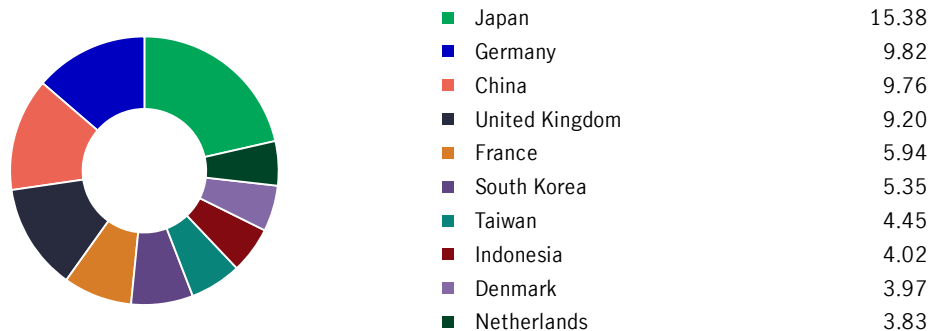 Japan 15.38
Germany 9.82
China 9.76
United Kingdom 9.20
France 5.94
South Korea 5.35
Taiwan 4.45
Indonesia 4.02
Denmark 3.97
Netherlands 3.83